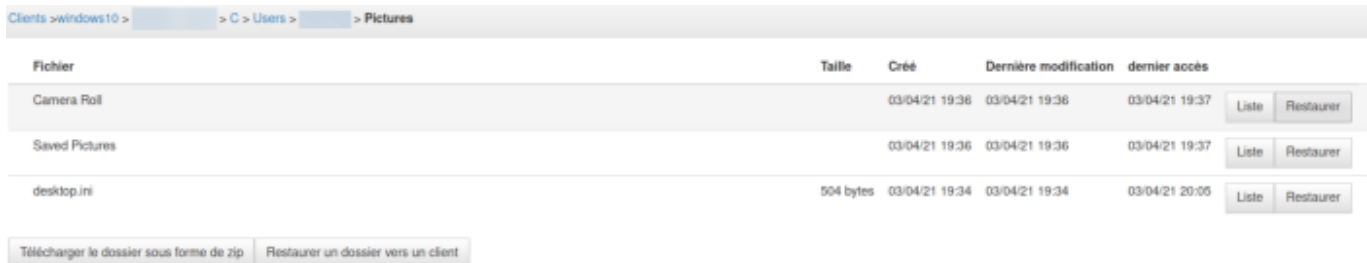 Clients >windows10 > > C > Users > > Pictures
Fichier Taille Créé Dernière modification dernier accès
Camera Roll 03/04/21 19:36 03/04/21 19:36 03/04/21 19:37 Liste Restaurer
Saved Pictures 03/04/21 19:36 03/04/21 19:36 03/04/21 19:37 Liste Restaurer
desktop.ini 504 bytes 03/04/21 19:34 03/04/21 19:34 03/04/21 20:05 Liste Restaurer
Télécharger le dossier sous forme de zip Restaurer un dossier vers un client